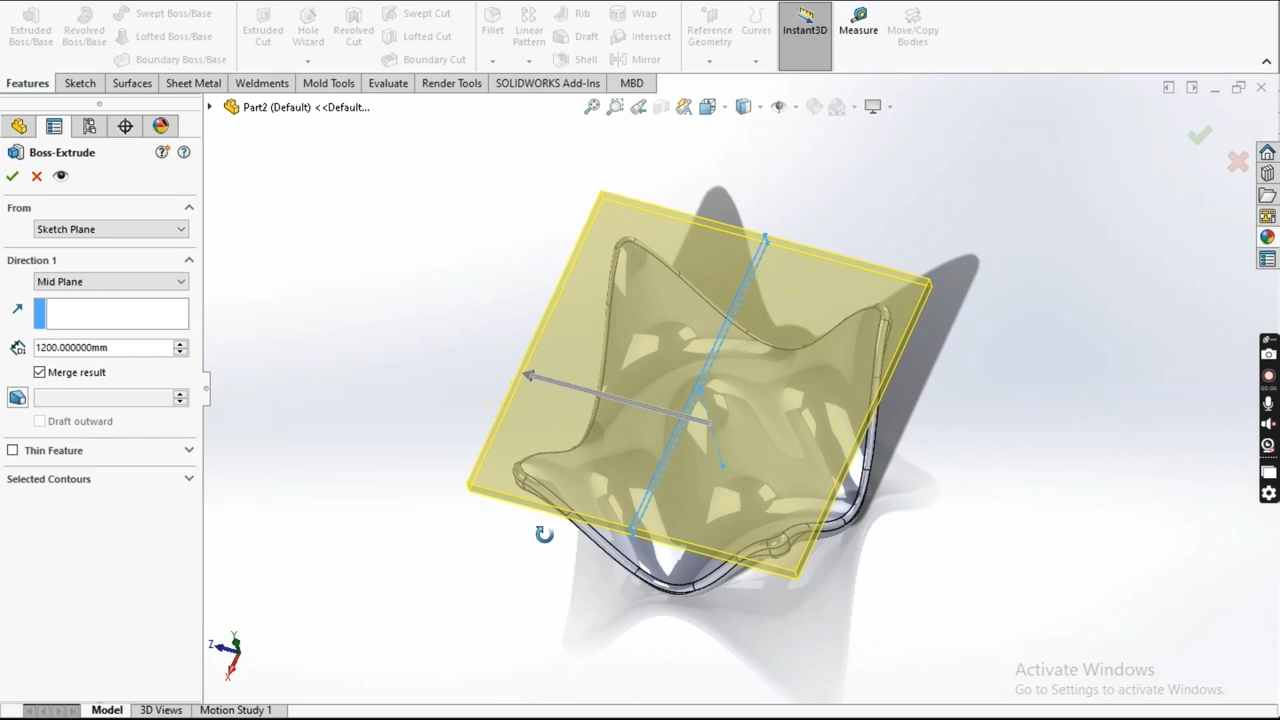 Extruded Boss/Base
Revolved Boss/Base
Swept Boss/Base
Lofted Boss/Base
Boundary Boss/Base
Extruded Cut
Hole Wizard
Revolved Cut
Swept Cut
Lofted Cut
Boundary Cut
Fillet
Linear Pattern
Rib
Draft
Shell
Wrap
Intersect
Mirror
Reference Geometry
Curves
Instant3D
Measure
Move/Copy Bodies
Features
Sketch
Surfaces
Sheet Metal
Weldments
Mold Tools
Evaluate
Render Tools
SOLIDWORKS Add-Ins
MBD
Part2 (Default) <<Default...
Boss-Extrude
From
Sketch Plane
Direction 1
Mid Plane
D1
1200.000000mm
Merge result
Draft outward
Thin Feature
Selected Contours
Y
Z
X
00:00
Activate Windows
Go to Settings to activate Windows.
Model
3D Views
Motion Study 1